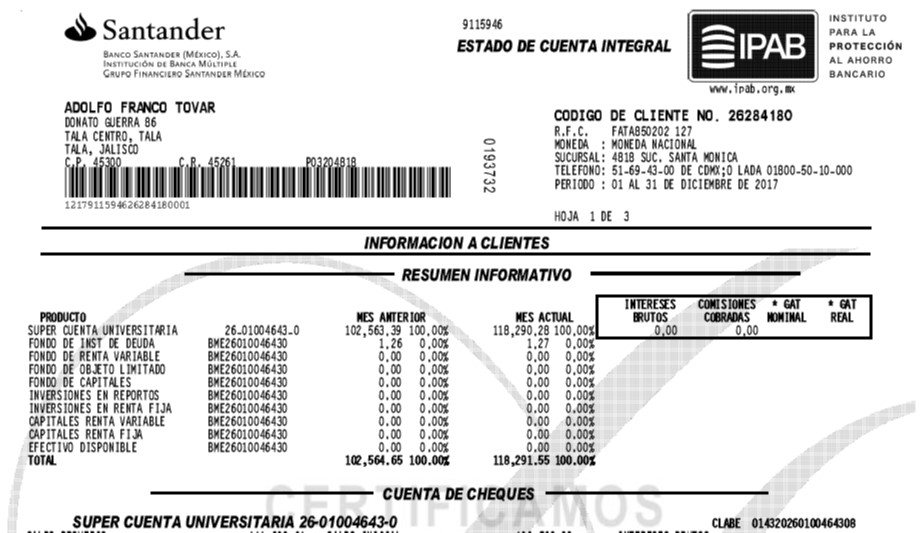 Santander
BANCO SANTANDER (MÉXICO), S.A.
INSTITUCIÓN DE BANCA MÚLTIPLE
GRUPO FINANCIERO SANTANDER MÉXICO
9115946
ESTADO DE CUENTA INTEGRAL
IPAB
www.ipab.org.mx
INSTITUTO
PARA LA
PROTECCIÓN
AL AHORRO
BANCARIO
ADOLFO FRANCO TOVAR
DONATO GUERRA 86
TALA CENTRO, TALA
TALA, JALISCO
C.P. 45300 C.R. 45261 P03204818
121791159462628418 0001
0193732
CODIGO DE CLIENTE NO. 26284180
R.F.C. FATA850202 127
MONEDA : MONEDA NACIONAL
SUCURSAL: 4818 SUC. SANTA MONICA
TELEFONO: 51-69-43-00 DE CDMX;O LADA 01800-50-10-000
PERIODO : 01 AL 31 DE DICIEMBRE DE 2017
HOJA 1 DE 3
INFORMACION A CLIENTES
RESUMEN INFORMATIVO
PRODUCTO MES ANTERIOR MES ACTUAL INTERESES BRUTOS COMISIONES COBRADAS * GAT NOMINAL * GAT REAL
SUPER CUENTA UNIVERSITARIA 26.01004643.0 102,563.39 100,00% 118,290.28 100,00% 0,00 0,00
FONDO DE INST DE DEUDA BME26010046430 1,26 0,00% 1,27 0,00%
FONDO DE RENTA VARIABLE BME26010046430 0,00 0,00% 0,00 0,00%
FONDO DE OBJETO LIMITADO BME26010046430 0,00 0,00% 0,00 0,00%
FONDO DE CAPITALES BME26010046430 0,00 0,00% 0,00 0,00%
INVERSIONES EN REPORTOS BME26010046430 0,00 0,00% 0,00 0,00%
INVERSIONES EN RENTA FIJA BME26010046430 0,00 0,00% 0,00 0,00%
CAPITALES RENTA VARIABLE BME26010046430 0,00 0,00% 0,00 0,00%
CAPITALES RENTA FIJA BME26010046430 0,00 0,00% 0,00 0,00%
EFECTIVO DISPONIBLE BME26010046430 0,00 0,00% 0,00 0,00%
TOTAL 102,564.65 100.00% 118,291.55 100.00%
CERTIFICAMOS
CUENTA DE CHEQUES
SUPER CUENTA UNIVERSITARIA 26-01004643-0 CLABE 014320260100464308